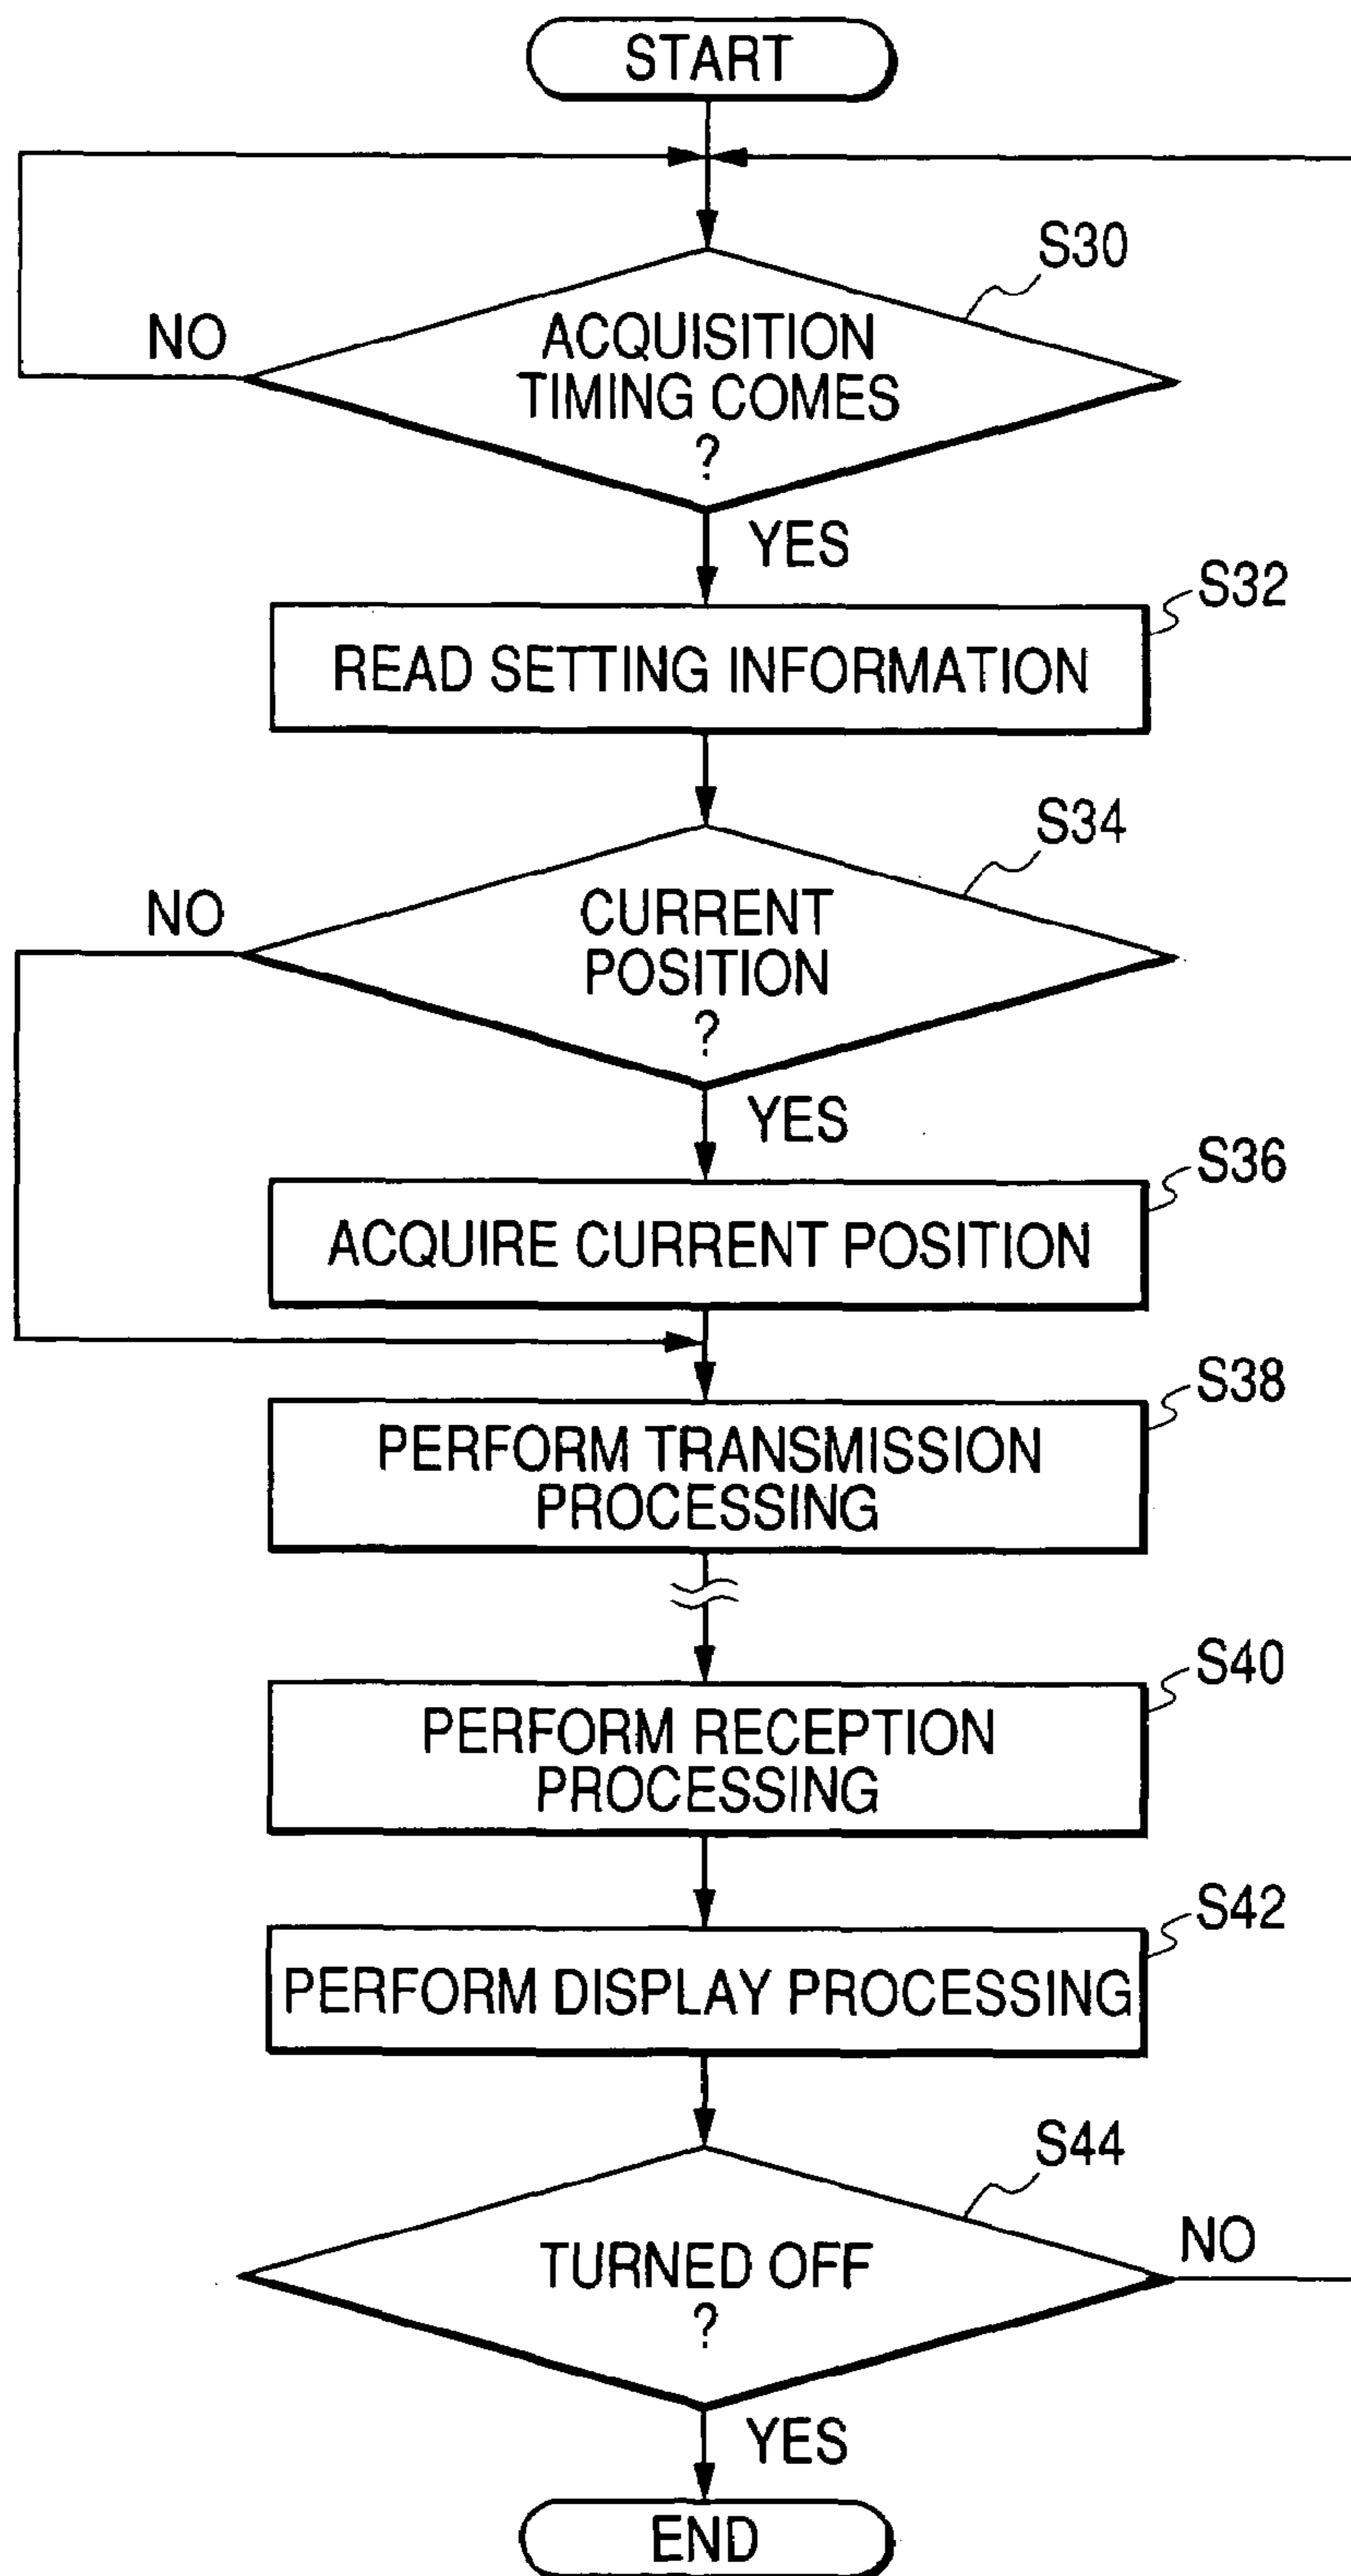 START
S30
NO
ACQUISITION
TIMING COMES
?
YES
S32
READ SETTING INFORMATION
S34
NO
CURRENT
POSITION
?
YES
S36
ACQUIRE CURRENT POSITION
S38
PERFORM TRANSMISSION
PROCESSING
S40
PERFORM RECEPTION
PROCESSING
S42
PERFORM DISPLAY PROCESSING
S44
NO
TURNED OFF
?
YES
END